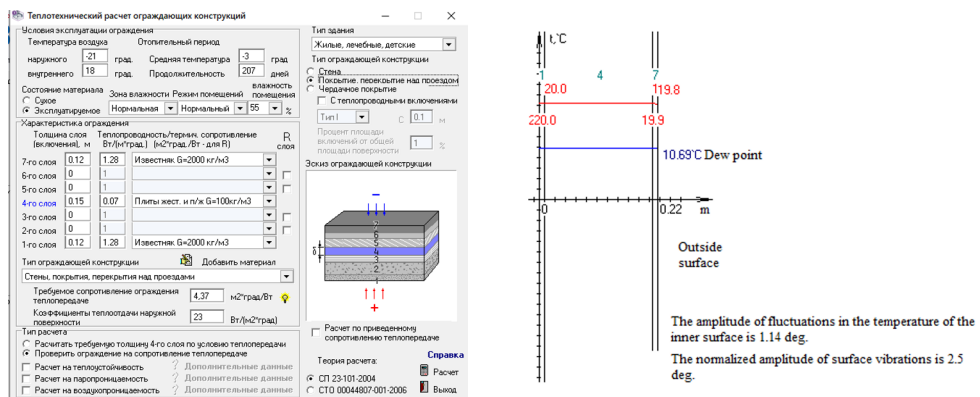 Теплотехнический расчет ограждающих конструкций
Условия эксплуатации ограждения
Температура воздуха Отопительный период
наружного -21 град. Средняя температура -3 град
внутреннего 18 град. Продолжительность 207 дней
Состояние материала Зона влажности Режим помещений влажность помещения
Сухое
Эксплуатируемое Нормальная Нормальный 55 %
Характеристика ограждения
Толщина слоя Теплопроводность/термич. сопротивление R
(включения), м Вт/(м*град.) (м2*град./Вт - для R) слоя
7-го слоя 0.12 1.28 Известняк G=2000 кг/м3
6-го слоя 0 1
5-го слоя 0 1
4-го слоя 0.15 0.07 Плиты жест. и п/ж G=100кг/м3
3-го слоя 0 1
2-го слоя 0 1
1-го слоя 0.12 1.28 Известняк G=2000 кг/м3
Тип ограждающей конструкции Добавить материал
Стены, покрытия, перекрытия над проездами
Требуемое сопротивление ограждения
теплопередаче 4,37 м2*град/Вт
Коэффициенты теплоотдачи наружной
поверхности 23 Вт/(м2*град)
Тип расчета
Расчитать требуемую толщину 4-го слоя по условию теплопередачи
Проверить ограждение на сопротивление теплопередаче
Расчет на теплоустойчивость ? Дополнительные данные
Расчет на паропроницаемость ? Дополнительные данные
Расчет на воздухопроницаемость ? Дополнительные данные
Тип здания
Жилые, лечебные, детские
Тип ограждающей конструкции
Стена
Покрытие, перекрытие над проездом
Чердачное покрытие
С теплопроводными включениями
Тип I С 0.1 м
Процент площади
включений от общей
площади поверхности 1 %
Эскиз ограждающей конструкции
7
6
5
4
3
2
1
Расчет по приведенному
сопротивлению теплопередаче
Теория расчета: Справка
СП 23-101-2004 Расчет
СТО 00044807-001-2006 Выход
t,°C
-1 4 7
20.0 119.8
220.0 19.9
10.69°C Dew point
0 0.22 m
Outside
surface
The amplitude of fluctuations in the temperature of the
inner surface is 1.14 deg.
The normalized amplitude of surface vibrations is 2.5
deg.